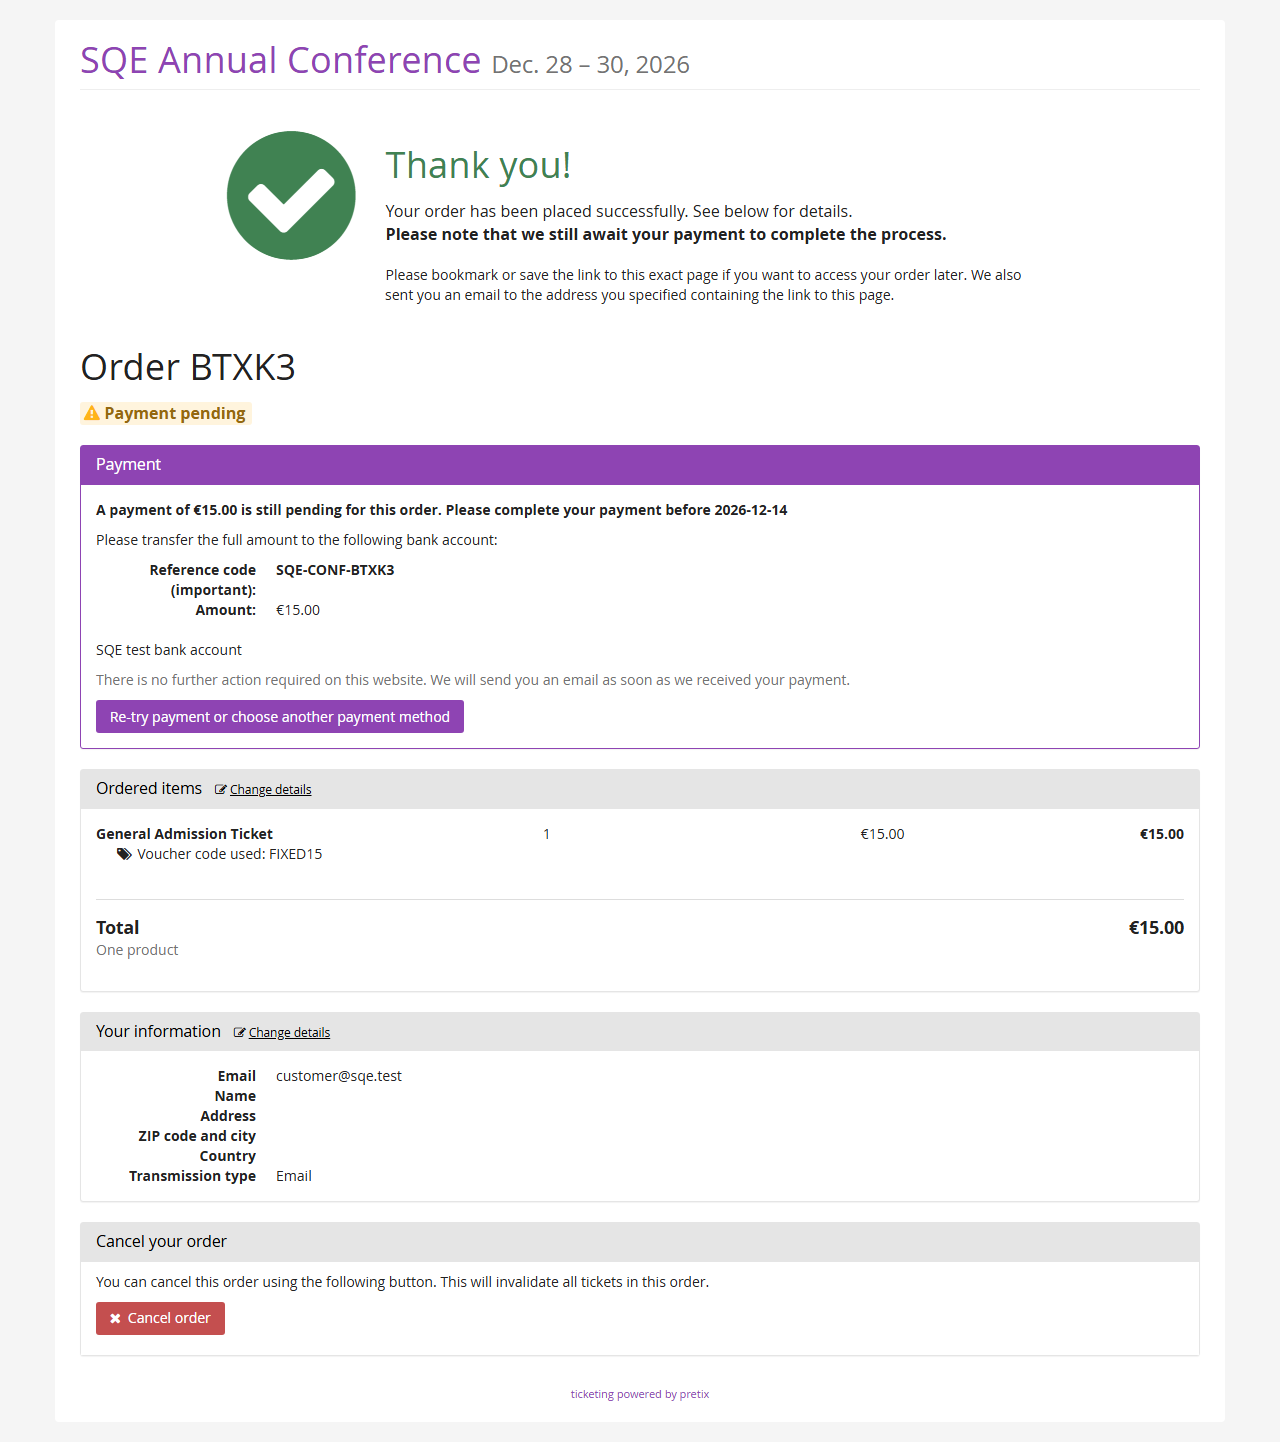 SQE Annual Conference Dec. 28 – 30, 2026
Thank you!
Your order has been placed successfully. See below for details.
Please note that we still await your payment to complete the process.
Please bookmark or save the link to this exact page if you want to access your order later. We also
sent you an email to the address you specified containing the link to this page.
Order BTXK3
Payment pending
Payment
A payment of €15.00 is still pending for this order. Please complete your payment before 2026-12-14
Please transfer the full amount to the following bank account:
Reference code SQE-CONF-BTXK3
(important):
Amount: €15.00
SQE test bank account
There is no further action required on this website. We will send you an email as soon as we received your payment.
Re-try payment or choose another payment method
Ordered items Change details
General Admission Ticket 1 €15.00 €15.00
Voucher code used: FIXED15
Total €15.00
One product
Your information Change details
Email customer@sqe.test
Name
Address
ZIP code and city
Country
Transmission type Email
Cancel your order
You can cancel this order using the following button. This will invalidate all tickets in this order.
Cancel order
ticketing powered by pretix